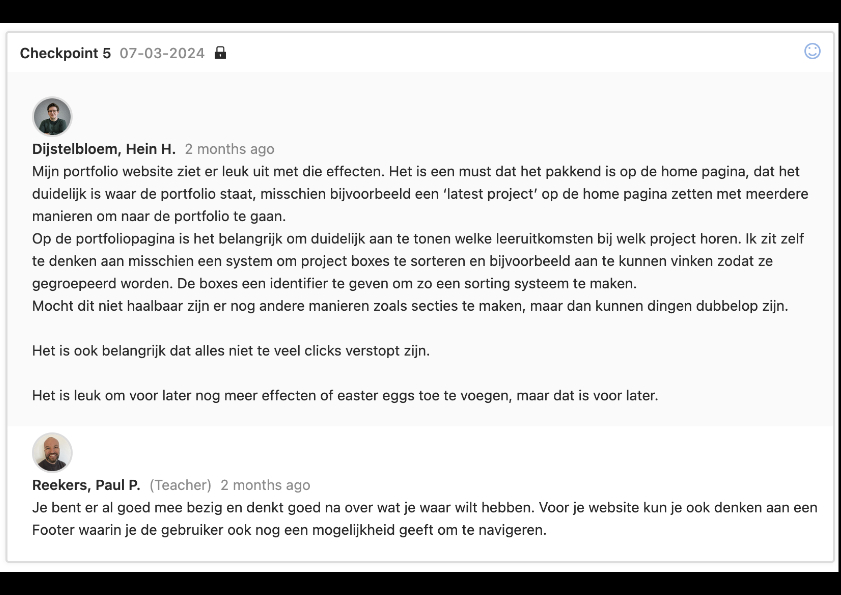 Checkpoint 5 07-03-2024
Dijstelbloem, Hein H. 2 months ago
Mijn portfolio website ziet er leuk uit met die effecten. Het is een must dat het pakkend is op de home pagina, dat het
duidelijk is waar de portfolio staat, misschien bijvoorbeeld een ‘latest project’ op de home pagina zetten met meerdere
manieren om naar de portfolio te gaan.
Op de portfoliopagina is het belangrijk om duidelijk aan te tonen welke leeruitkomsten bij welk project horen. Ik zit zelf
te denken aan misschien een system om project boxes te sorteren en bijvoorbeeld aan te kunnen vinken zodat ze
gegroepeerd worden. De boxes een identifier te geven om zo een sorting systeem te maken.
Mocht dit niet haalbaar zijn er nog andere manieren zoals secties te maken, maar dan kunnen dingen dubbelop zijn.
Het is ook belangrijk dat alles niet te veel clicks verstopt zijn.
Het is leuk om voor later nog meer effecten of easter eggs toe te voegen, maar dat is voor later.
Reekers, Paul P. (Teacher) 2 months ago
Je bent er al goed mee bezig en denkt goed na over wat je waar wilt hebben. Voor je website kun je ook denken aan een
Footer waarin je de gebruiker ook nog een mogelijkheid geeft om te navigeren.